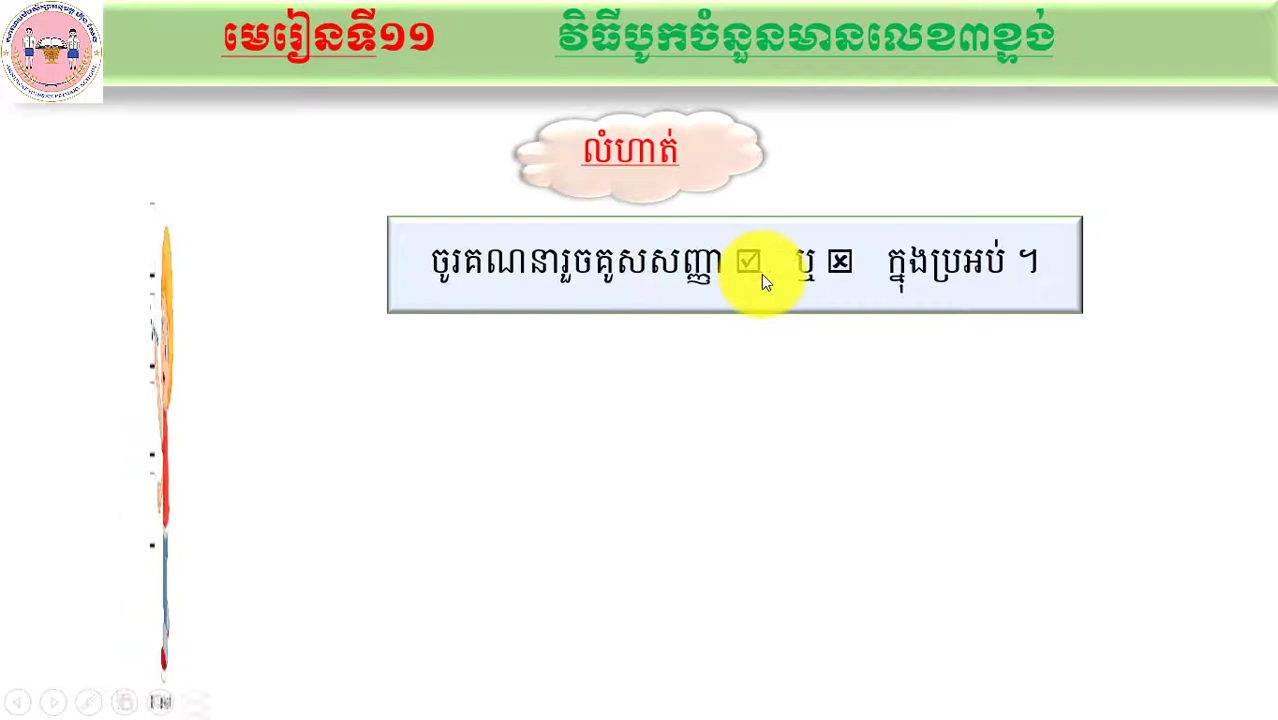 មេរៀនទី១១ វិធីបូកចំនួនមានលេខ៣ខ្ទង់
លំហាត់
ចូរគណនារួចគូសសញ្ញា ☑ ឬ ☒ ក្នុងប្រអប់ ។